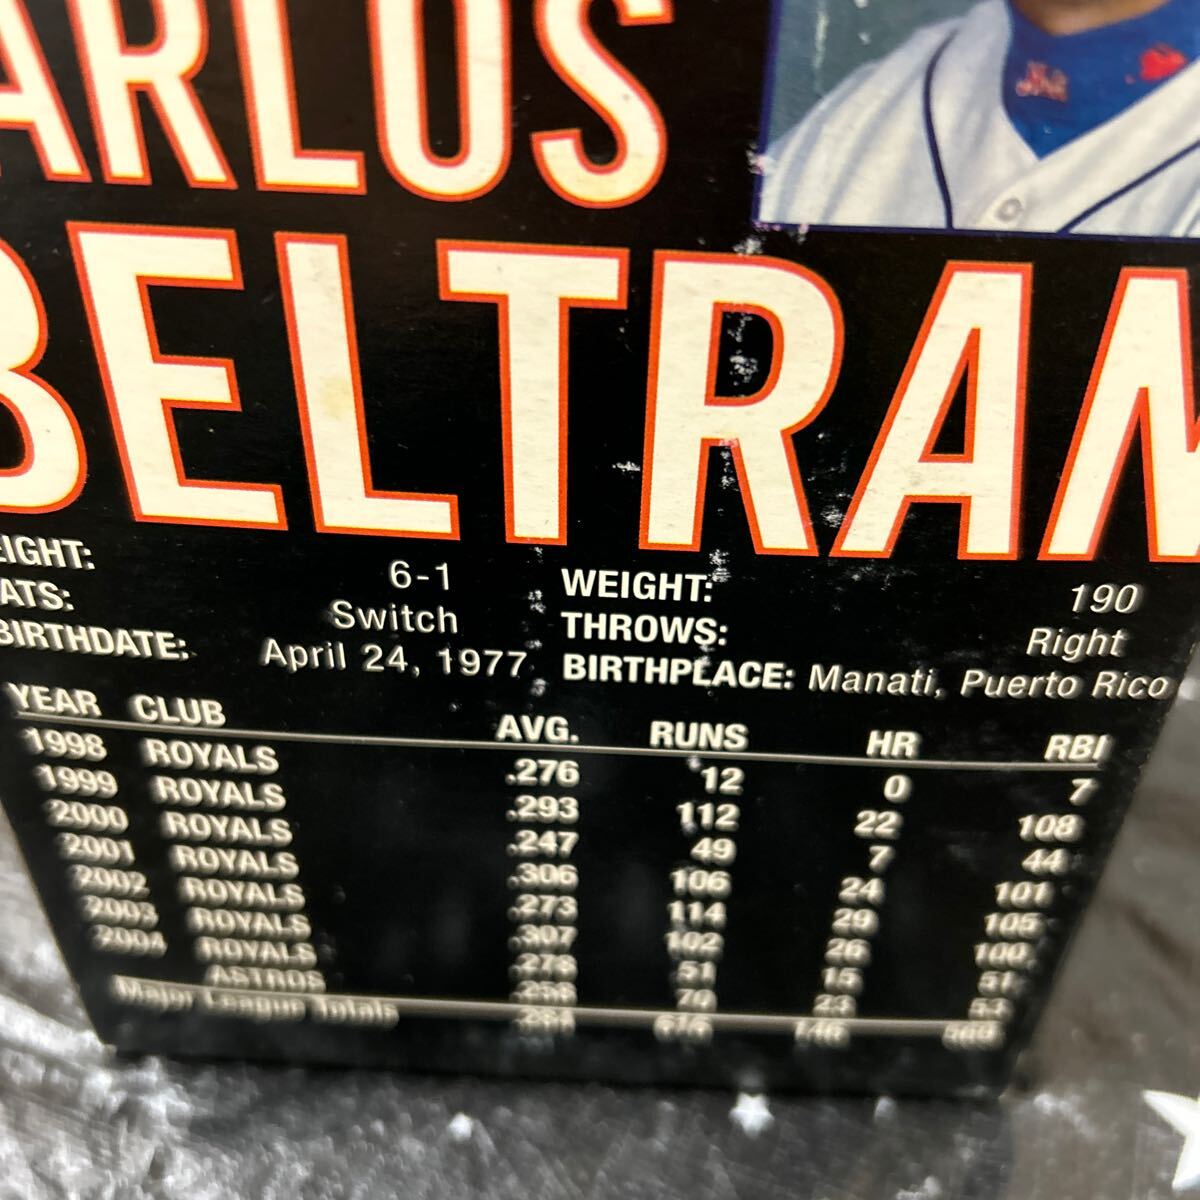 ARLOS
BELTRAN
EIGHT: 6-1 WEIGHT: 190
ATS: Switch THROWS: Right
BIRTHDATE: April 24, 1977 BIRTHPLACE: Manati, Puerto Rico
YEAR CLUB AVG. RUNS HR RBI
1998 ROYALS .276 12 0 7
1999 ROYALS .293 112 22 108
2000 ROYALS .247 49 7 44
2001 ROYALS .306 106 24 101
2002 ROYALS .273 114 29 105
2003 ROYALS .307 102 26 100
2004 ROYALS .278 51 15 51
ASTROS .258 70 23 53
Major League Totals .284 146